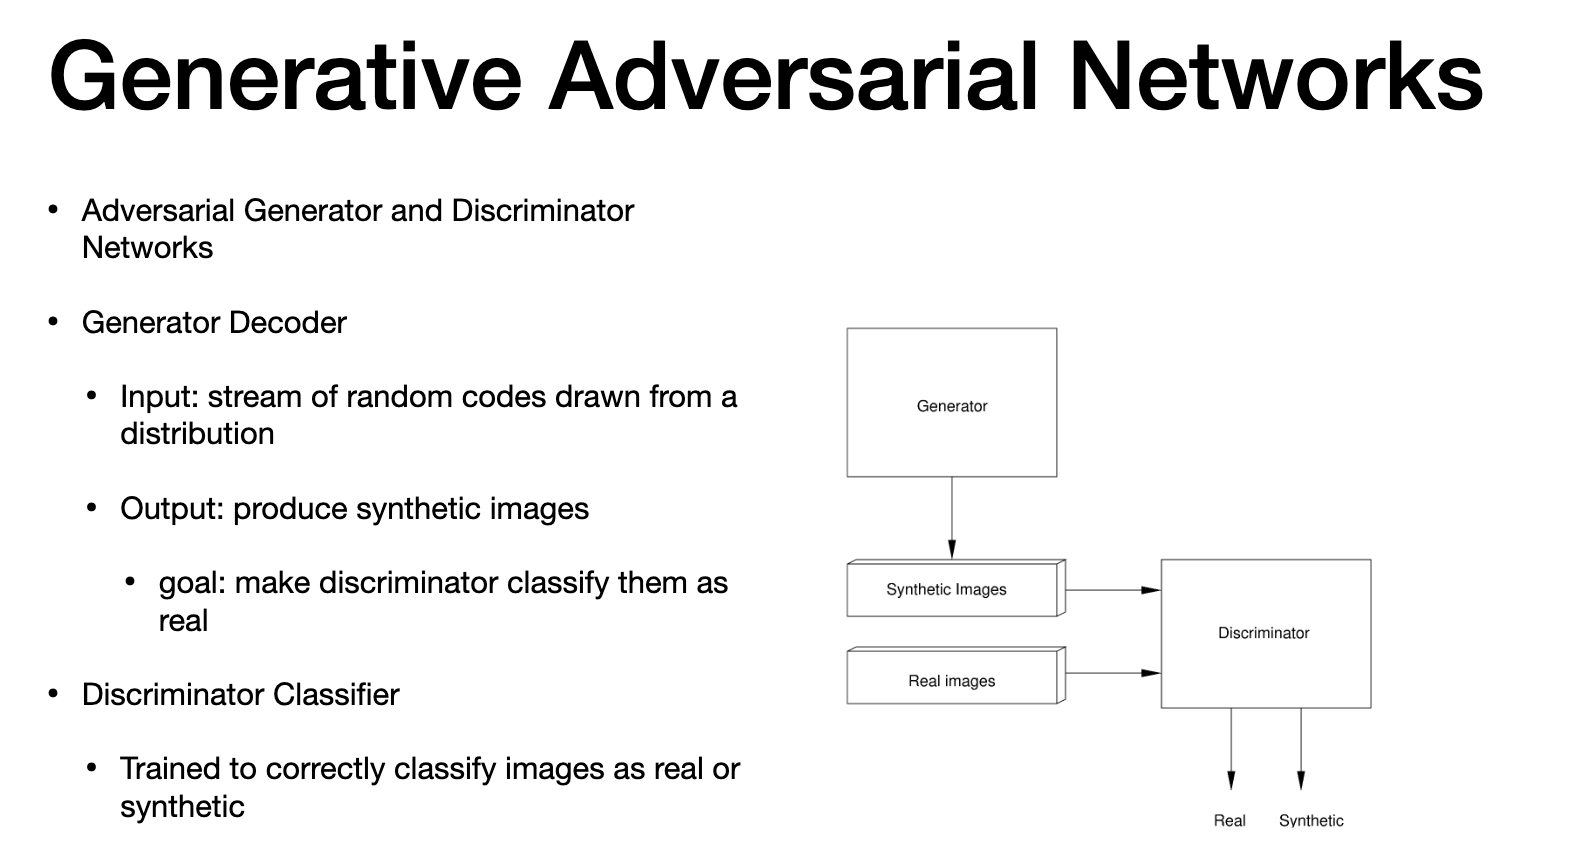 Generative Adversarial Networks
• Adversarial Generator and Discriminator
Networks
• Generator Decoder
• Input: stream of random codes drawn from a
distribution
• Output: produce synthetic images
• goal: make discriminator classify them as
real
• Discriminator Classifier
• Trained to correctly classify images as real or
synthetic
Generator
Synthetic Images
Real images
Discriminator
Real
Synthetic